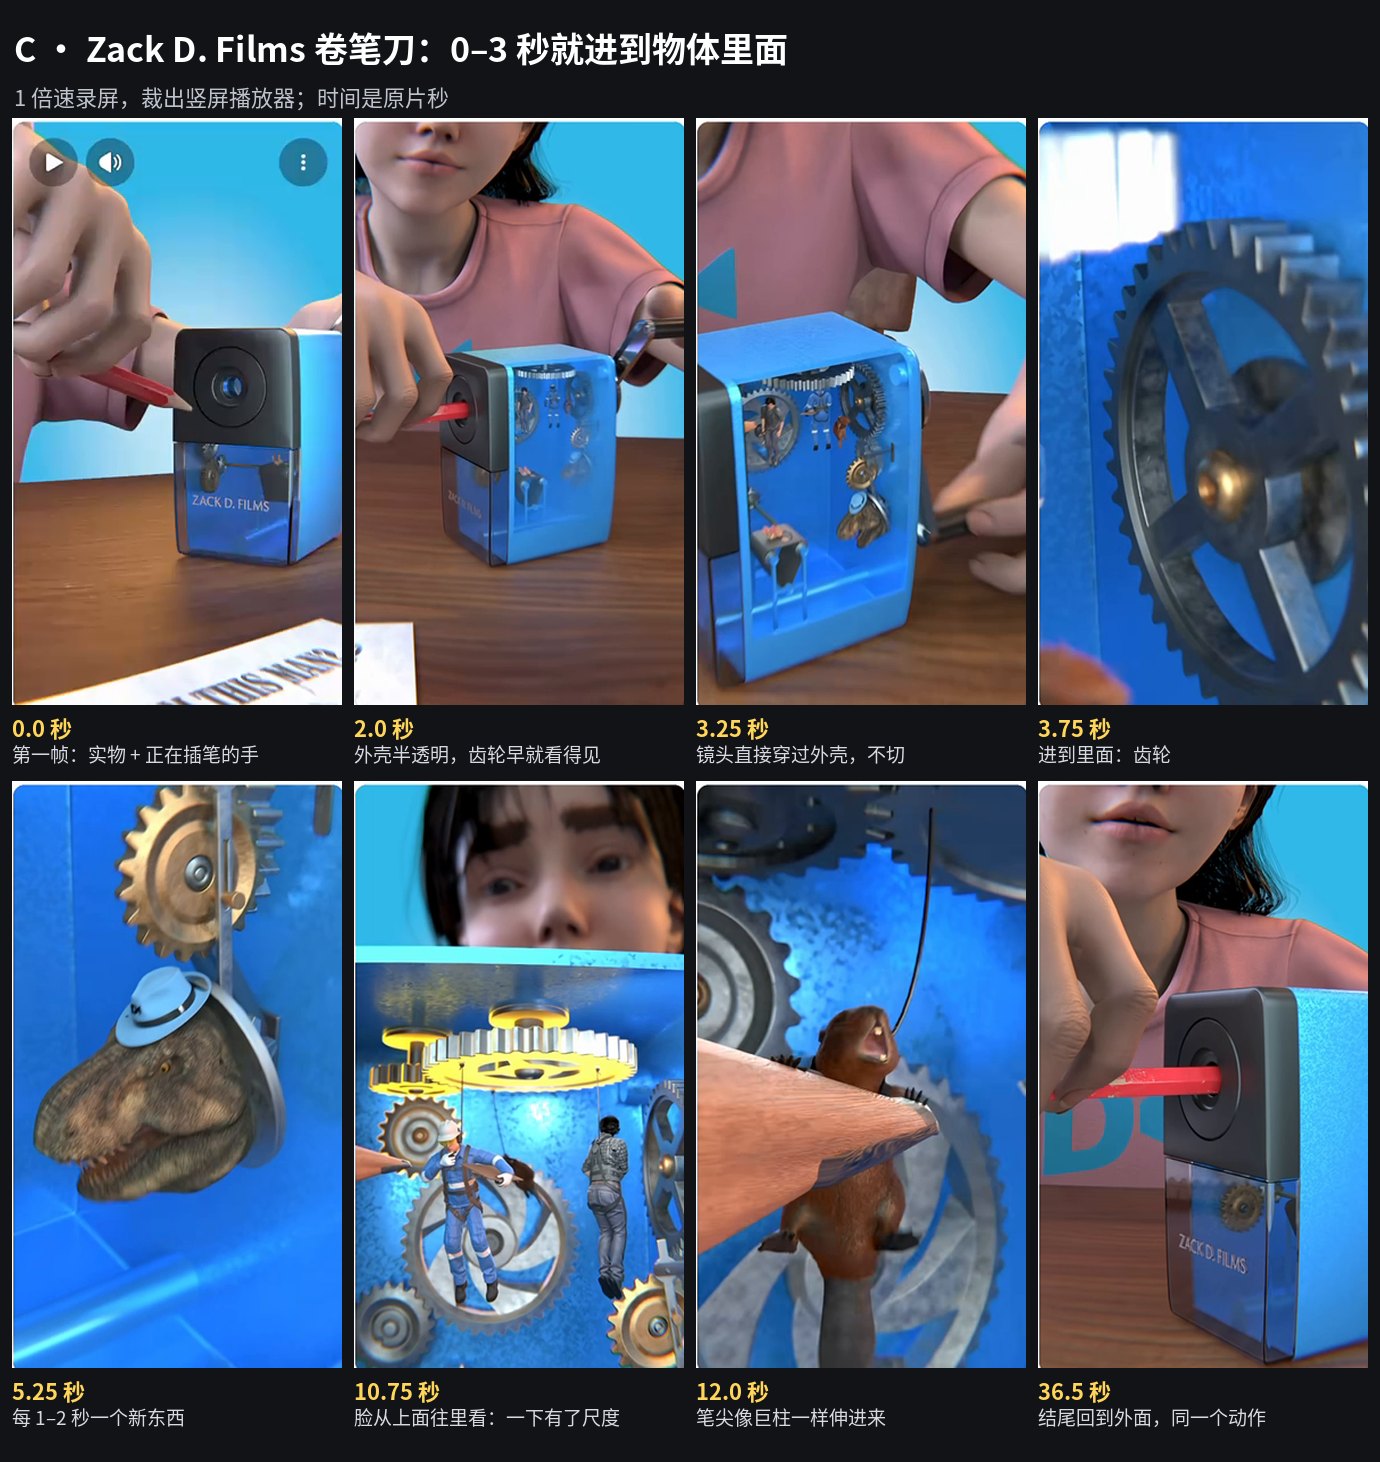 C · Zack D. Films 卷笔刀：0–3 秒就进到物体里面
1 倍速录屏，裁出竖屏播放器；时间是原片秒
ZACK D. FILMS
THIS MAN?
0.0 秒
第一帧：实物 + 正在插笔的手
2.0 秒
外壳半透明，齿轮早就看得见
3.25 秒
镜头直接穿过外壳，不切
3.75 秒
进到里面：齿轮
ZACK D. FILMS
5.25 秒
每 1–2 秒一个新东西
10.75 秒
脸从上面往里看：一下有了尺度
12.0 秒
笔尖像巨柱一样伸进来
36.5 秒
结尾回到外面，同一个动作